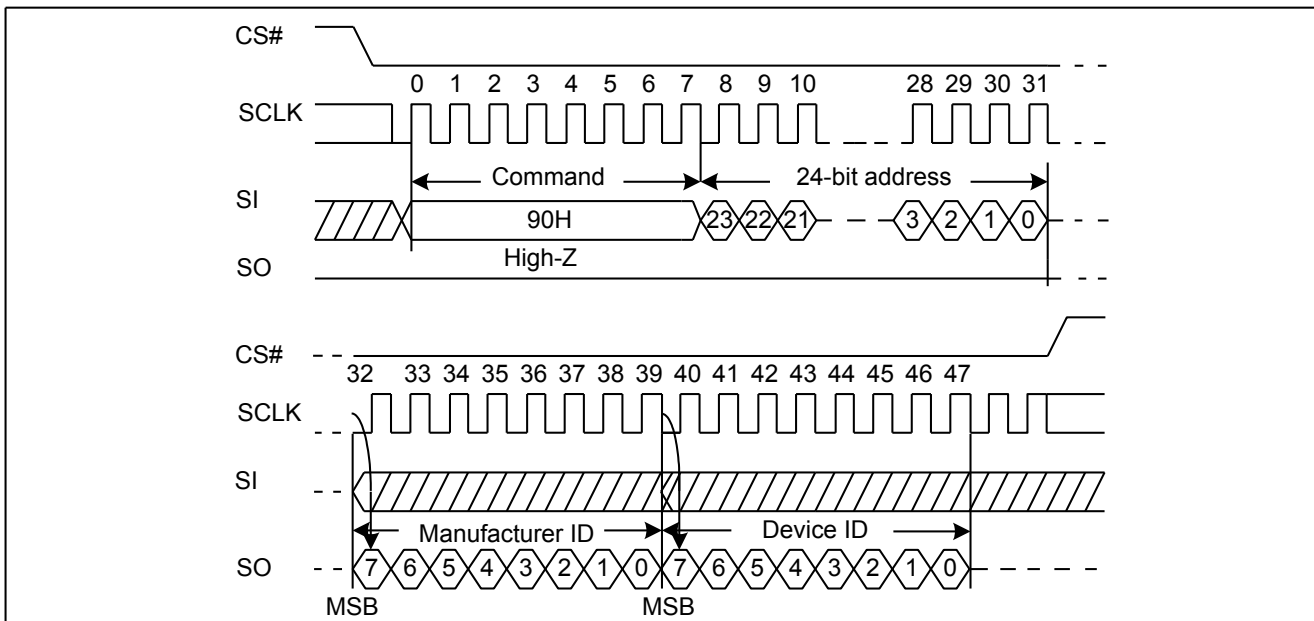 CS#
0 1 2 3 4 5 6 7 8 9 10 28 29 30 31
SCLK
Command 24-bit address
SI
90H 23 22 21 3 2 1 0
High-Z
SO
CS#
32 33 34 35 36 37 38 39 40 41 42 43 44 45 46 47
SCLK
SI
Manufacturer ID Device ID
SO 7 6 5 4 3 2 1 0 7 6 5 4 3 2 1 0
MSB MSB